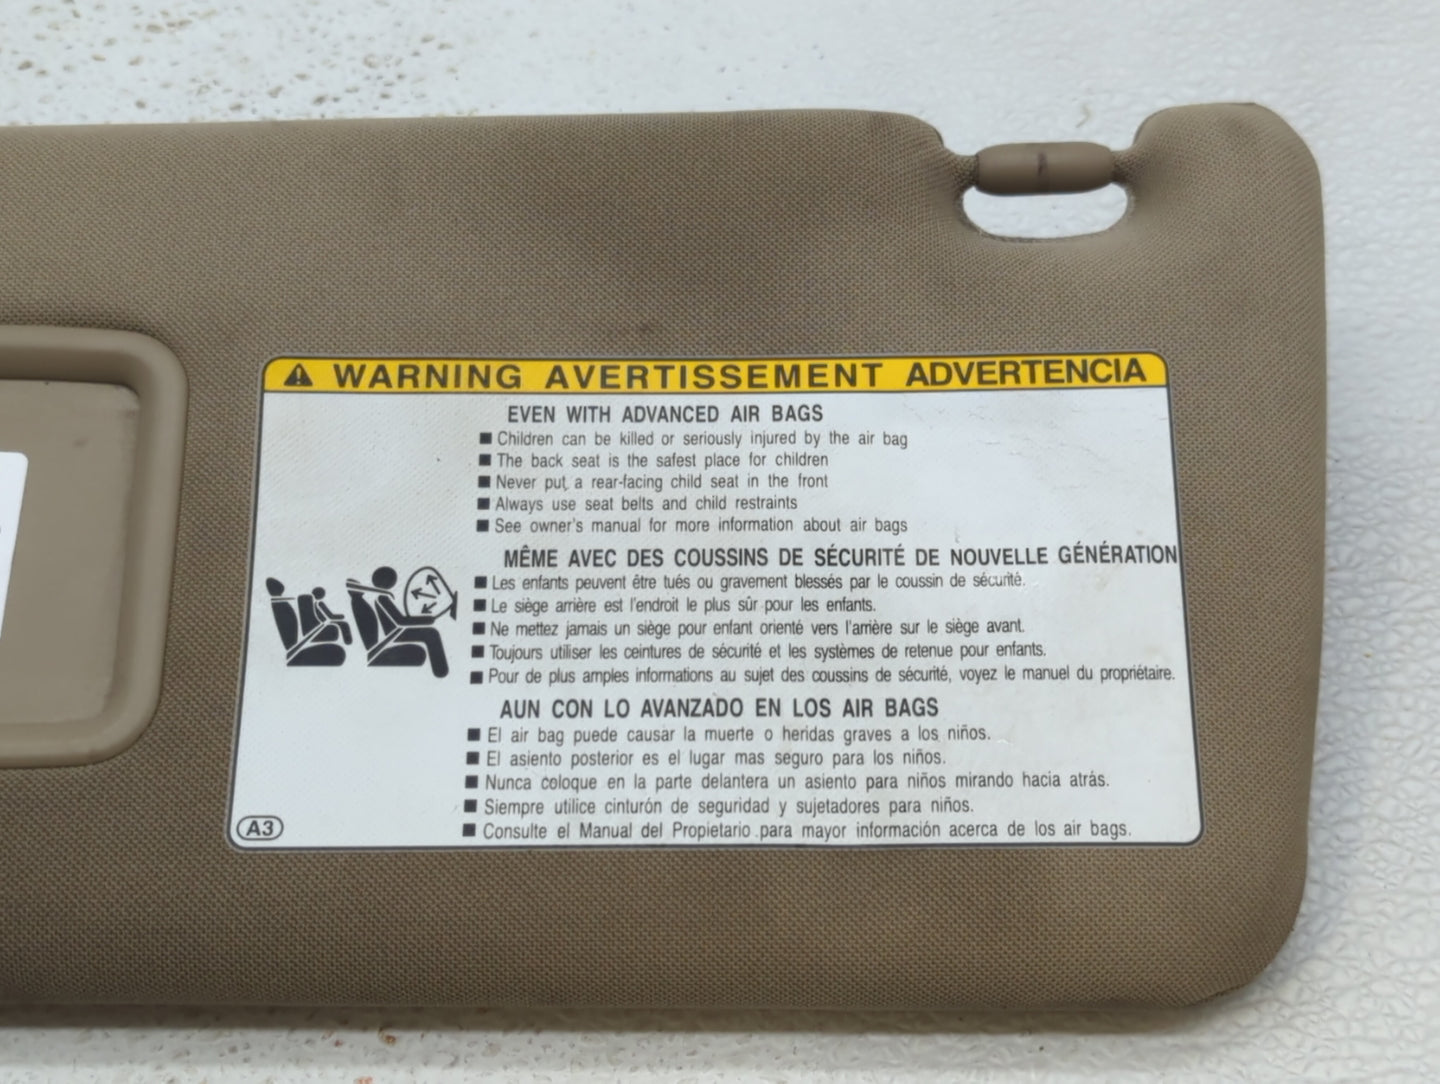 WARNING AVERTISSEMENT ADVERTENCIA
EVEN WITH ADVANCED AIR BAGS
■ Children can be killed or seriously injured by the air bag
■ The back seat is the safest place for children
■ Never put a rear-facing child seat in the front
■ Always use seat belts and child restraints
■ See owner's manual for more information about air bags
MÊME AVEC DES COUSSINS DE SÉCURITÉ DE NOUVELLE GÉNÉRATION
■ Les enfants peuvent être tués ou gravement blessés par le coussin de sécurité.
■ Le siège arrière est l'endroit le plus sûr pour les enfants.
■ Ne mettez jamais un siège pour enfant orienté vers l'arrière sur le siège avant.
■ Toujours utiliser les ceintures de sécurité et les systèmes de retenue pour enfants.
■ Pour de plus amples informations au sujet des coussins de sécurité, voyez le manuel du propriétaire.
AUN CON LO AVANZADO EN LOS AIR BAGS
■ El air bag puede causar la muerte o heridas graves a los niños.
■ El asiento posterior es el lugar mas seguro para los niños.
■ Nunca coloque en la parte delantera un asiento para niños mirando hacia atrás.
■ Siempre utilice cinturón de seguridad y sujetadores para niños.
■ Consulte el Manual del Propietario para mayor información acerca de los air bags.
A3